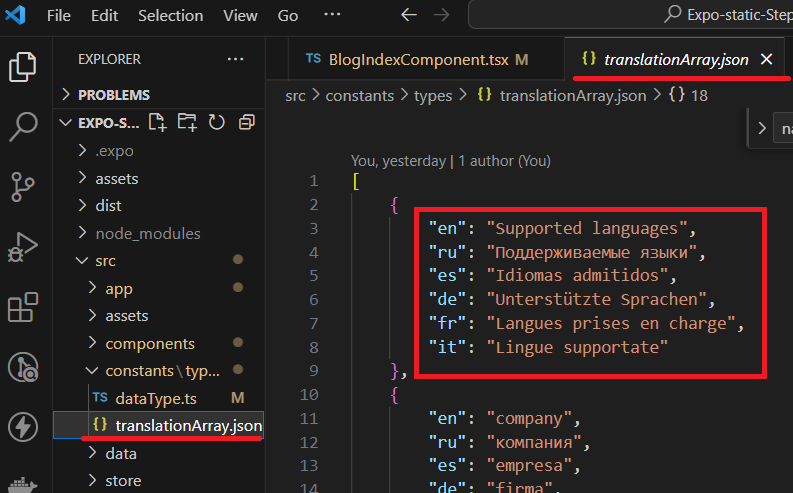 File Edit Selection View Go ··· Expo-static-Step
EXPLORER ···
PROBLEMS
EXPO-S...
.expo
assets
dist
node_modules
src
app
assets
components
constants\typ...
TS dataType.ts M
{} translationArray.json
data
store
TS BlogIndexComponent.tsx M {} translationArray.json
src > constants > types > {} translationArray.json > {} 18
You, yesterday | 1 author (You)
1 [
2 {
3 "en": "Supported languages",
4 "ru": "Поддерживаемые языки",
5 "es": "Idiomas admitidos",
6 "de": "Unterstützte Sprachen",
7 "fr": "Langues prises en charge",
8 "it": "Lingue supportate"
9 },
10 {
11 "en": "company",
12 "ru": "компания",
13 "es": "empresa",
14 "de": "firma",